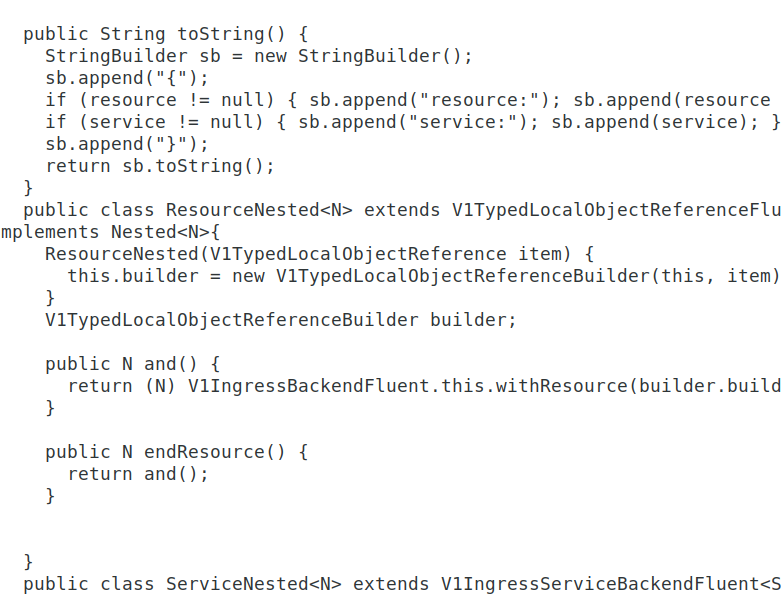 public String toString() {
StringBuilder sb = new StringBuilder();
sb.append("{");
if (resource != null) { sb.append("resource:"); sb.append(resource
if (service != null) { sb.append("service:"); sb.append(service); }
sb.append("}");
return sb.toString();
}
public class ResourceNested<N> extends V1TypedLocalObjectReferenceFlu
mplements Nested<N>{
ResourceNested(V1TypedLocalObjectReference item) {
this.builder = new V1TypedLocalObjectReferenceBuilder(this, item)
}
V1TypedLocalObjectReferenceBuilder builder;
public N and() {
return (N) V1IngressBackendFluent.this.withResource(builder.build
}
public N endResource() {
return and();
}
}
public class ServiceNested<N> extends V1IngressServiceBackendFluent<S